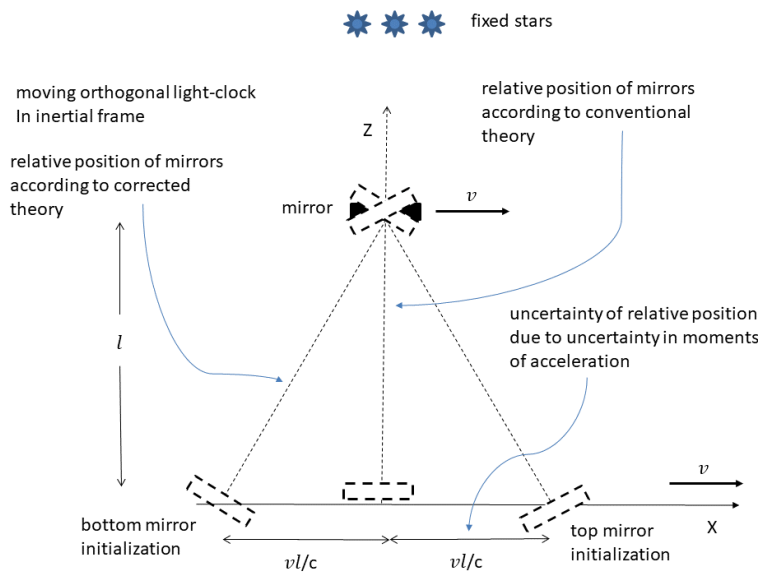 fixed stars
moving orthogonal light-clock
In inertial frame
relative position of mirrors
according to conventional
theory
Z
relative position of mirrors
according to corrected
theory
mirror
v
uncertainty of relative position
due to uncertainty in moments
of acceleration
l
v
X
bottom mirror
initialization
vl/c
vl/c
top mirror
initialization